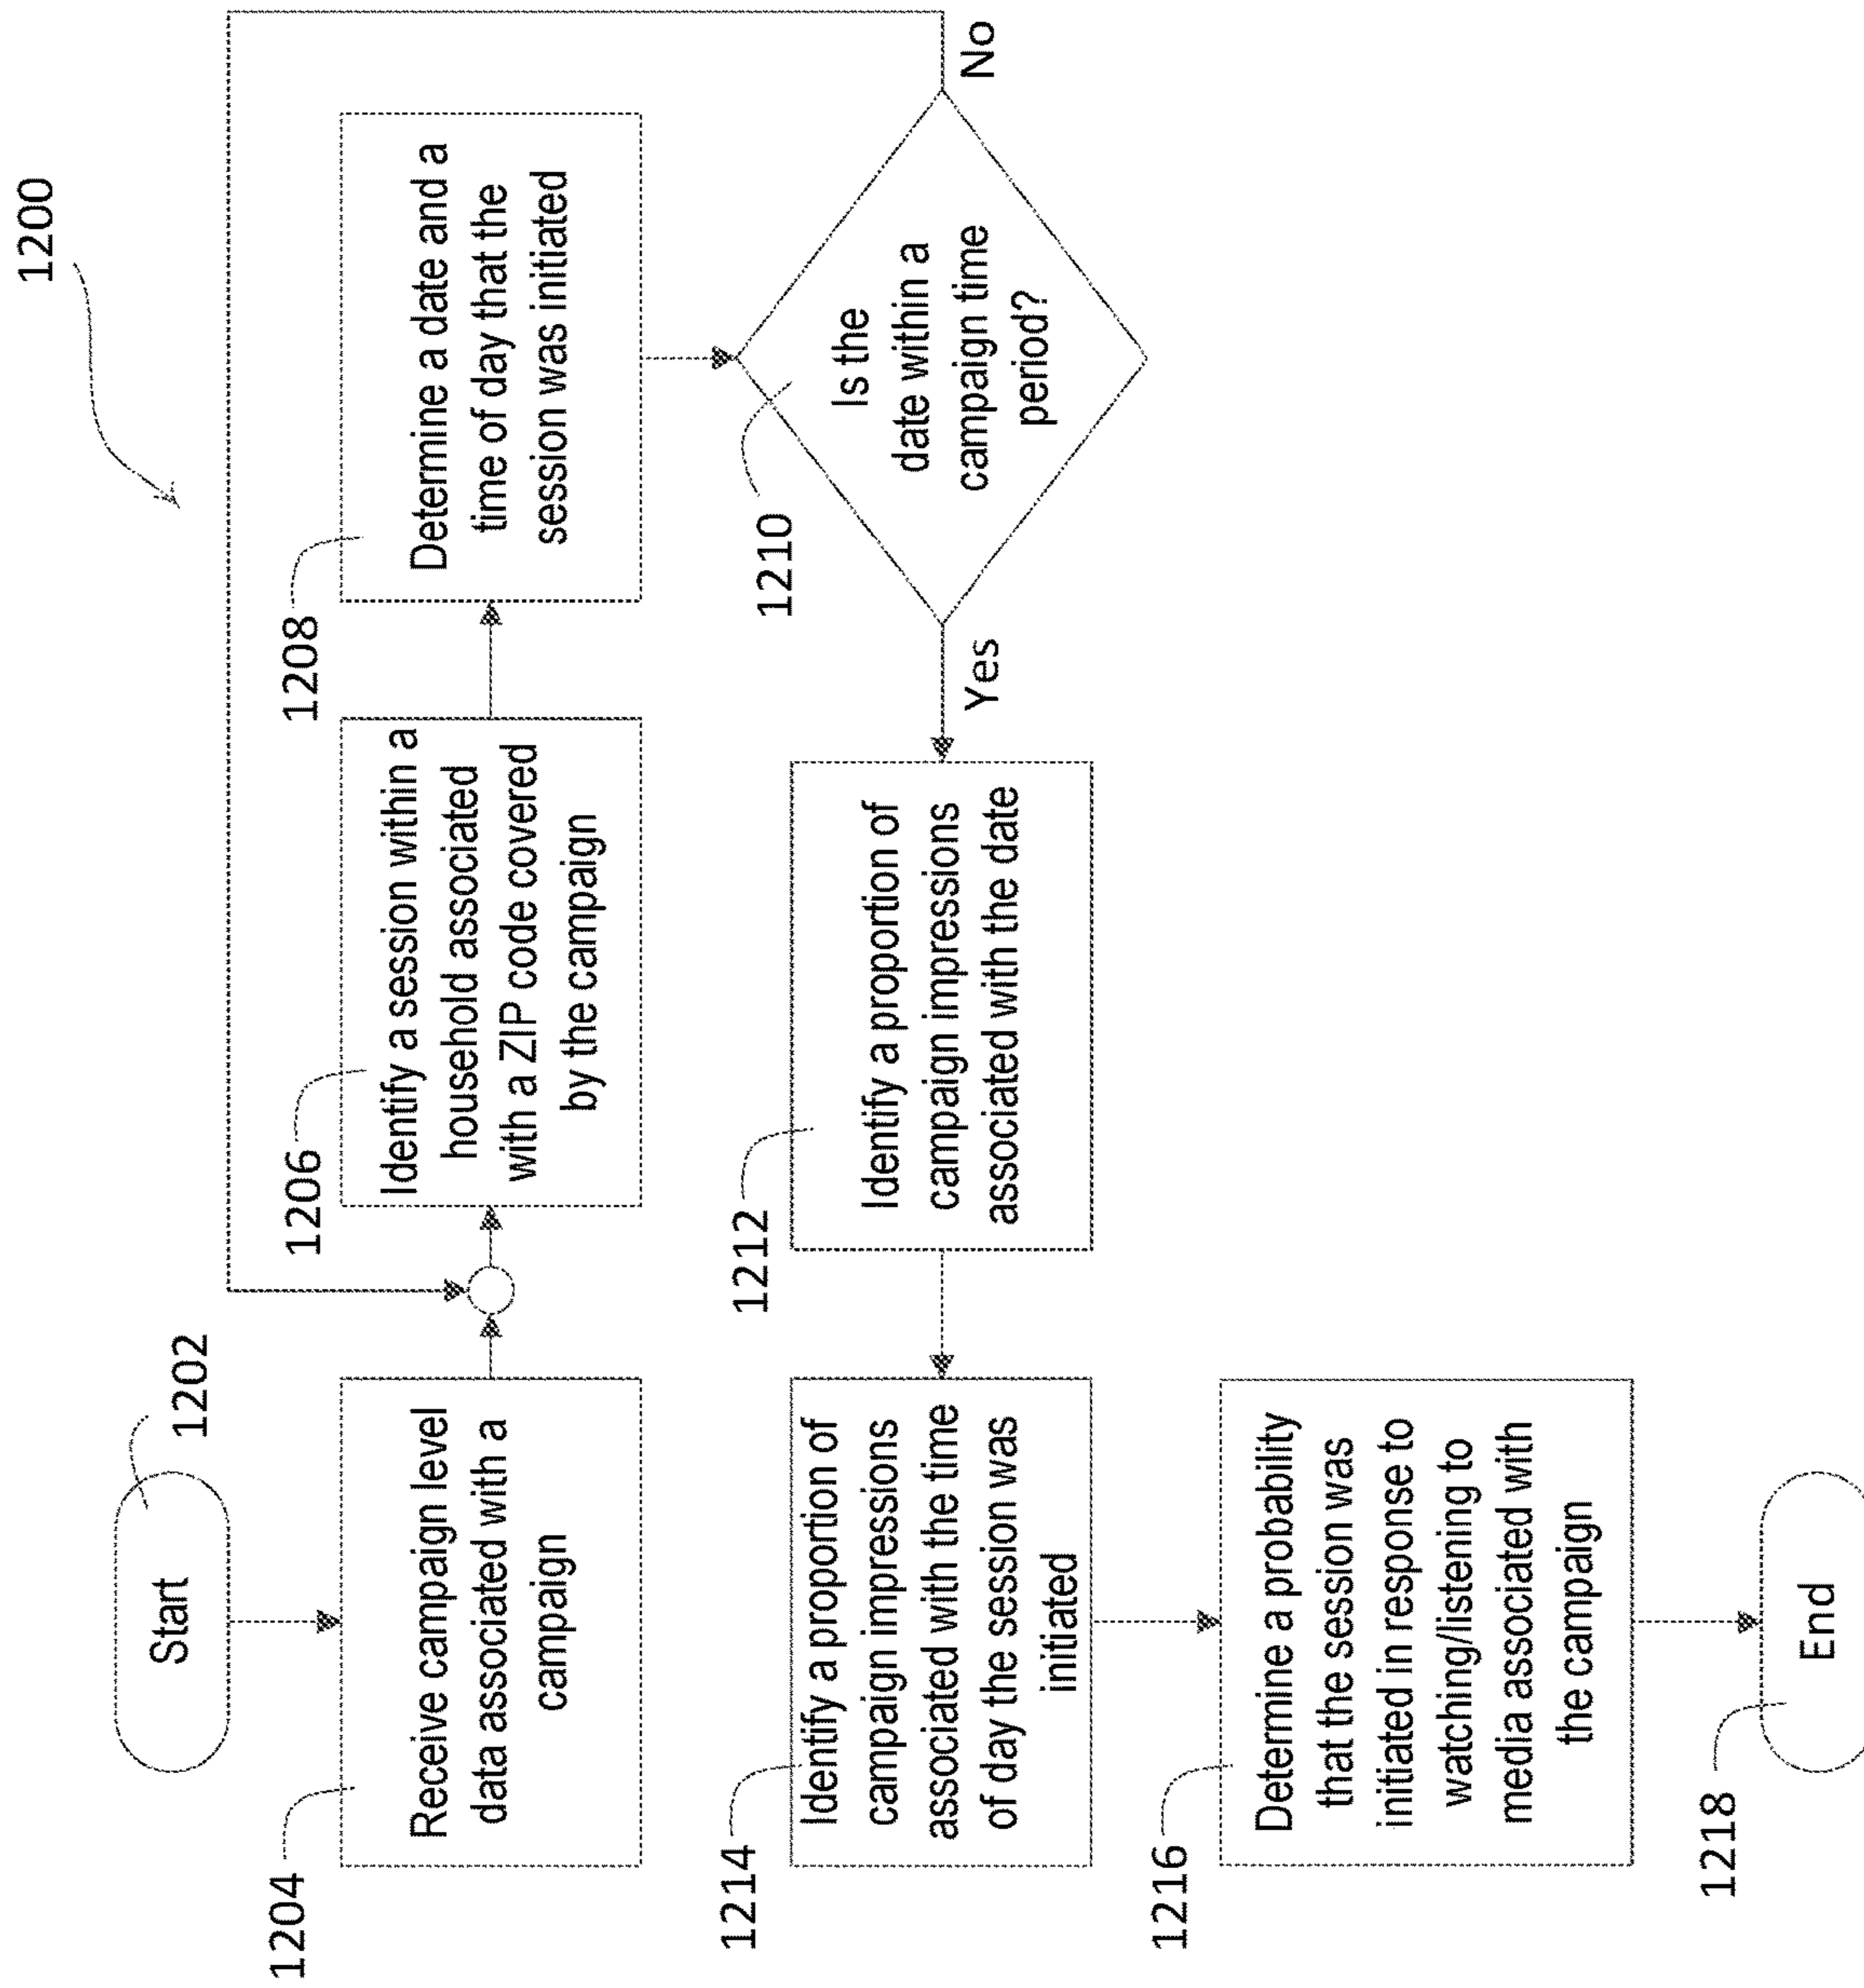 1200
Start
1202
1204
Receive campaign level
data associated with a
campaign
1206
Identify a session within a
household associated
with a ZIP code covered
by the campaign
1208
Determine a date and a
time of day that the
session was initiated
1210
Is the
date within a
campaign time
period?
No
Yes
1212
Identify a proportion of
campaign impressions
associated with the date
1214
Identify a proportion of
campaign impressions
associated with the time
of day the session was
initiated
1216
Determine a probability
that the session was
initiated in response to
watching/listening to
media associated with
the campaign
1218
End